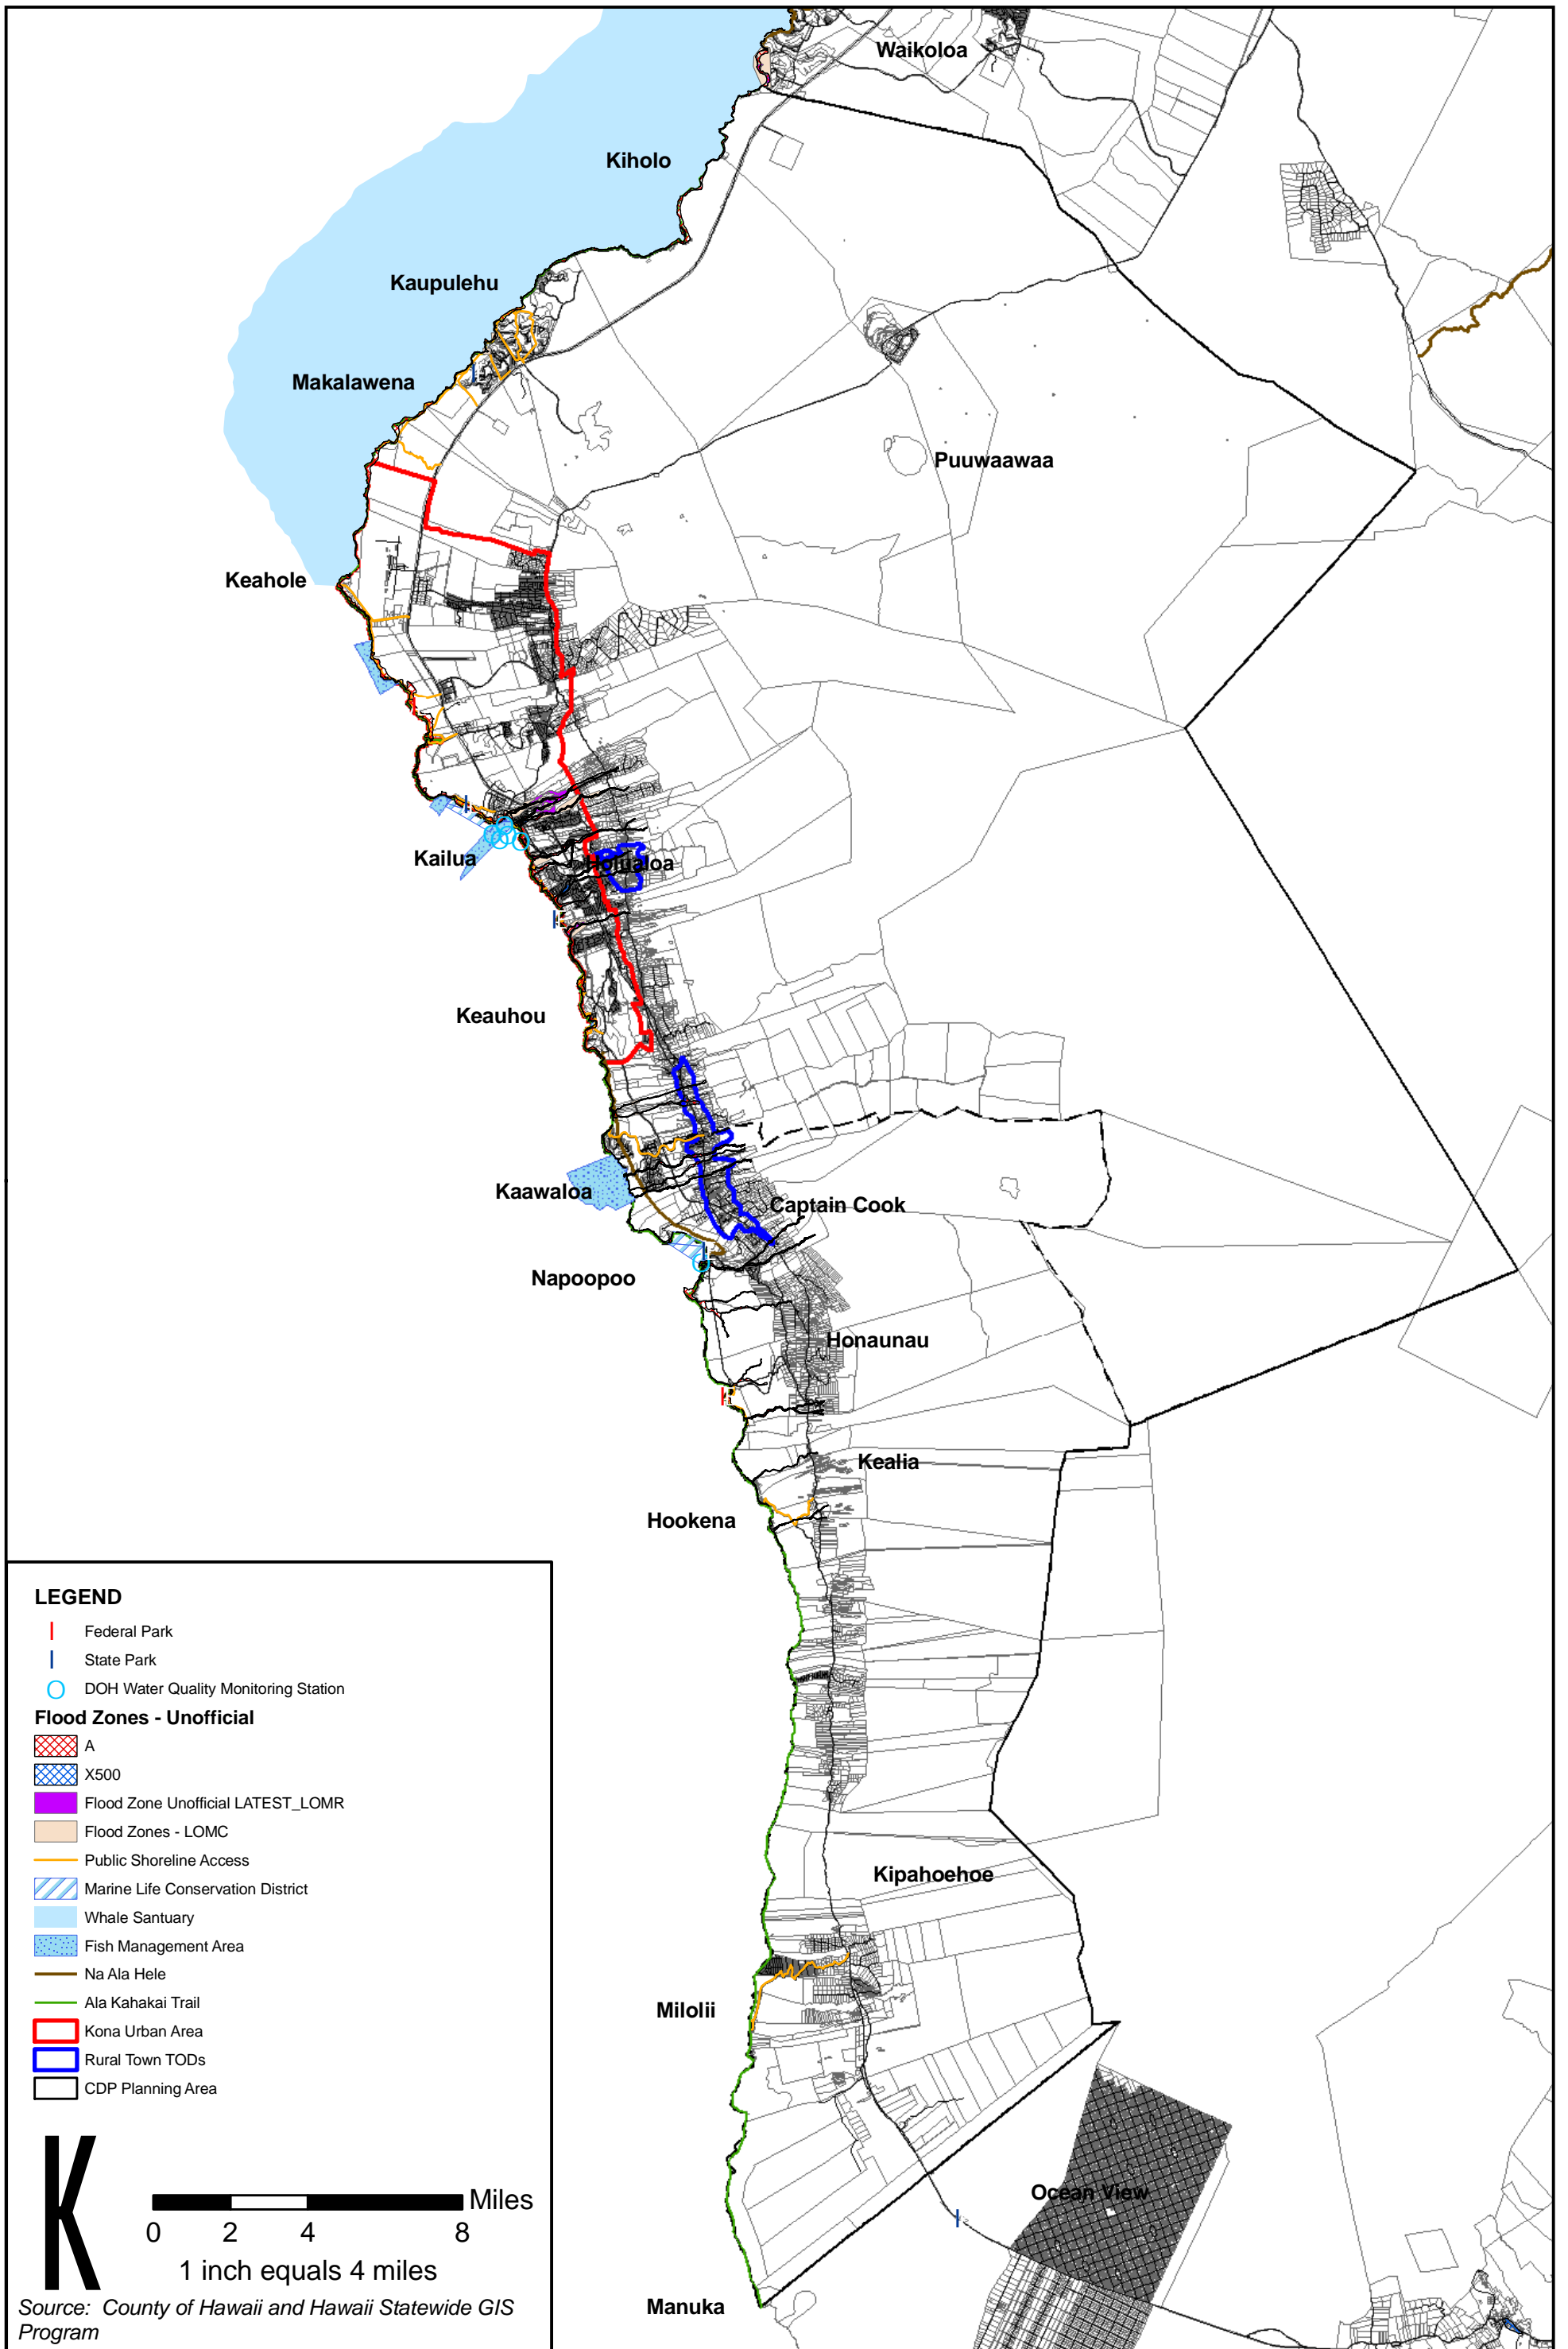 Waikoloa
Kiholo
Kaupulehu
Makalawena
Puuwaawaa
Keahole
Kailua
Holualoa
Keauhou
Kaawaloa
Captain Cook
Napoopoo
Honaunau
Kealia
Hookena
Kipahoehoe
Milolii
Ocean View
Manuka
LEGEND
Federal Park
State Park
DOH Water Quality Monitoring Station
Flood Zones - Unofficial
A
X500
Flood Zone Unofficial LATEST_LOMR
Flood Zones - LOMC
Public Shoreline Access
Marine Life Conservation District
Whale Santuary
Fish Management Area
Na Ala Hele
Ala Kahakai Trail
Kona Urban Area
Rural Town TODs
CDP Planning Area
K
Miles
0 2 4 8
1 inch equals 4 miles
Source: County of Hawaii and Hawaii Statewide GIS
Program